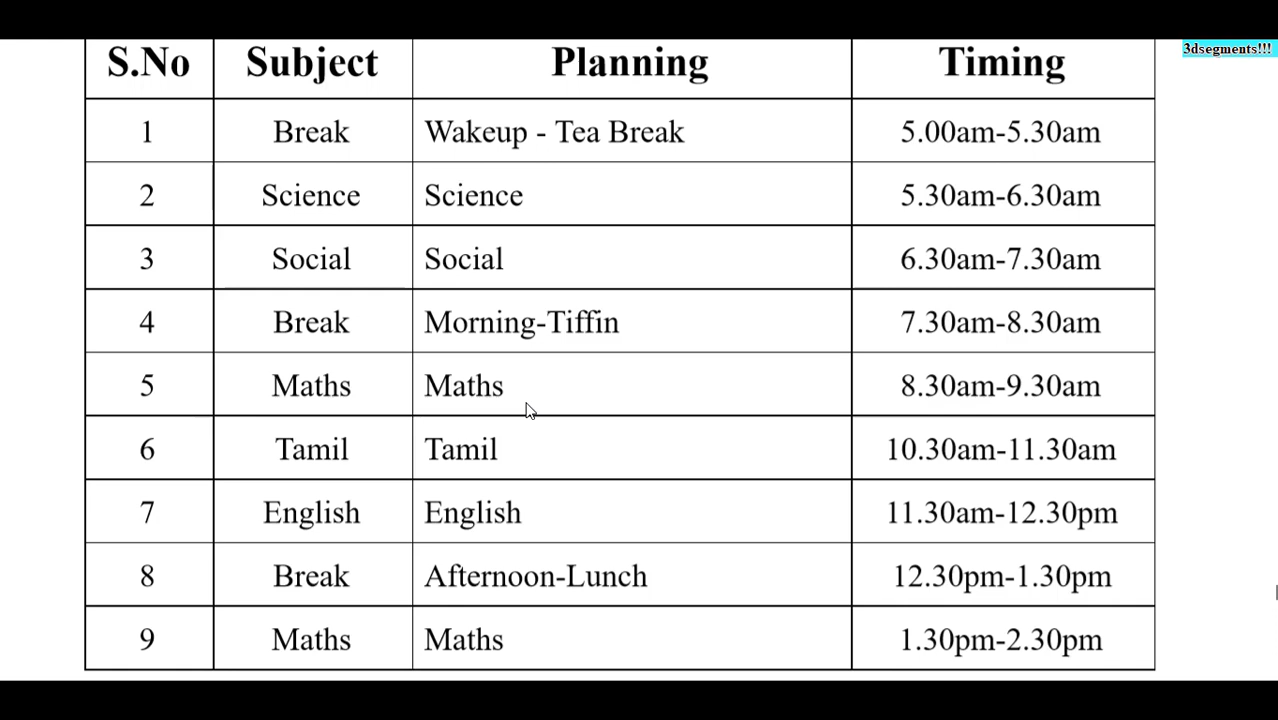 3dsegments!!!
S.No Subject Planning Timing
1 Break Wakeup - Tea Break 5.00am-5.30am
2 Science Science 5.30am-6.30am
3 Social Social 6.30am-7.30am
4 Break Morning-Tiffin 7.30am-8.30am
5 Maths Maths 8.30am-9.30am
6 Tamil Tamil 10.30am-11.30am
7 English English 11.30am-12.30pm
8 Break Afternoon-Lunch 12.30pm-1.30pm
9 Maths Maths 1.30pm-2.30pm